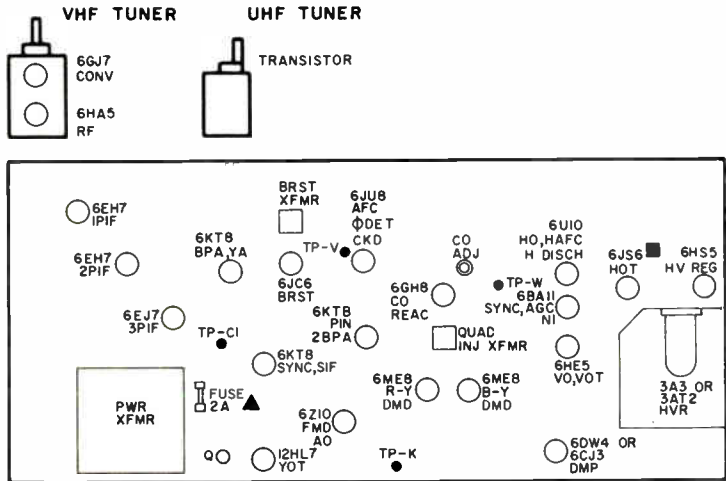 VHF TUNER
UHF TUNER
6GJ7
CONV
6HA5
RF
TRANSISTOR
6EH7
1PIF
6EH7
2PIF
6EJ7
3PIF
6KT8
BPA,YA
BRST
XFMR
6JC6
BRST
TP-V
6JU8
AFC
ΦDET
CKD
CO
ADJ
6GH8
CO
REAC
TP-W
6U10
HO,HAFC
H DISCH
6BA11
SYNC,AGC
NI
6JS6
HOT
6HS5
HV REG
TP-CI
6KT8
PIN
2BPA
QUAD
INJ XFMR
6KT8
SYNC,SIF
6HE5
VO,VOT
3A3 OR
3AT2
HVR
PWR
XFMR
FUSE
2A
6ME8
R-Y
DMD
6ME8
B-Y
DMD
6Z10
FMD
AO
Q
12HL7
YOT
TP-K
6DW4 OR
6CJ3
DMP